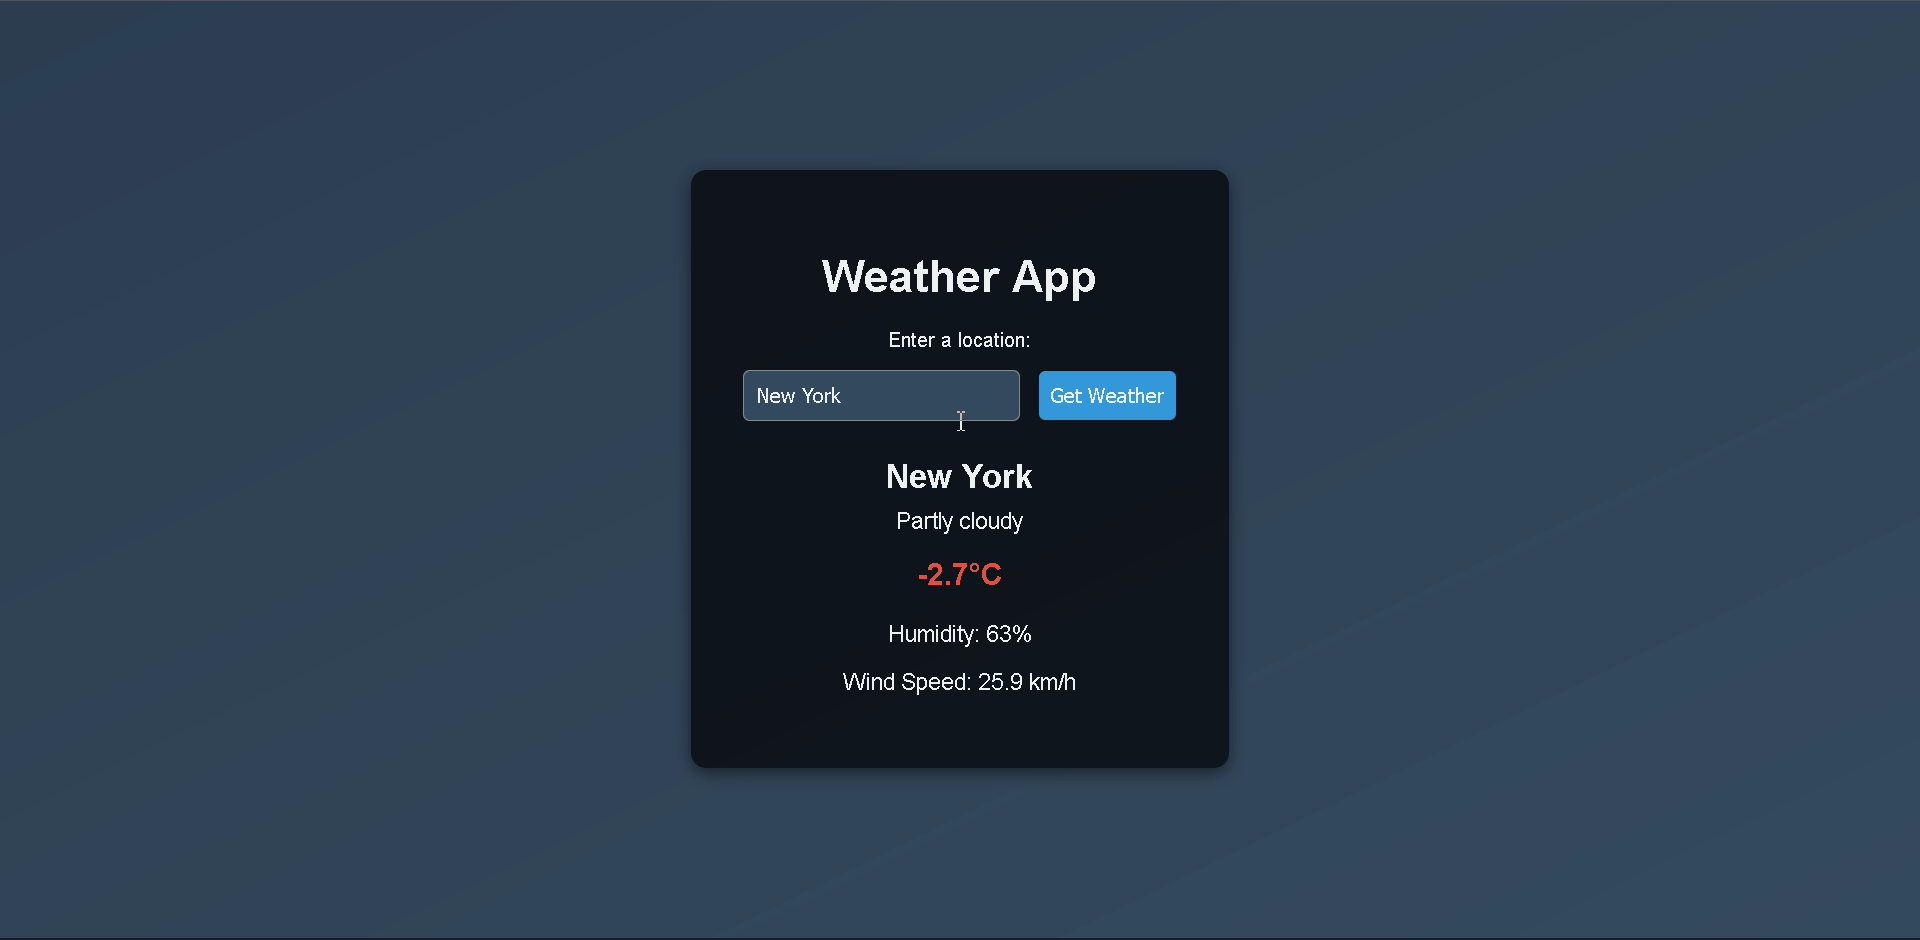 Weather App
Enter a location:
New York
Get Weather
New York
Partly cloudy
-2.7°C
Humidity: 63%
Wind Speed: 25.9 km/h